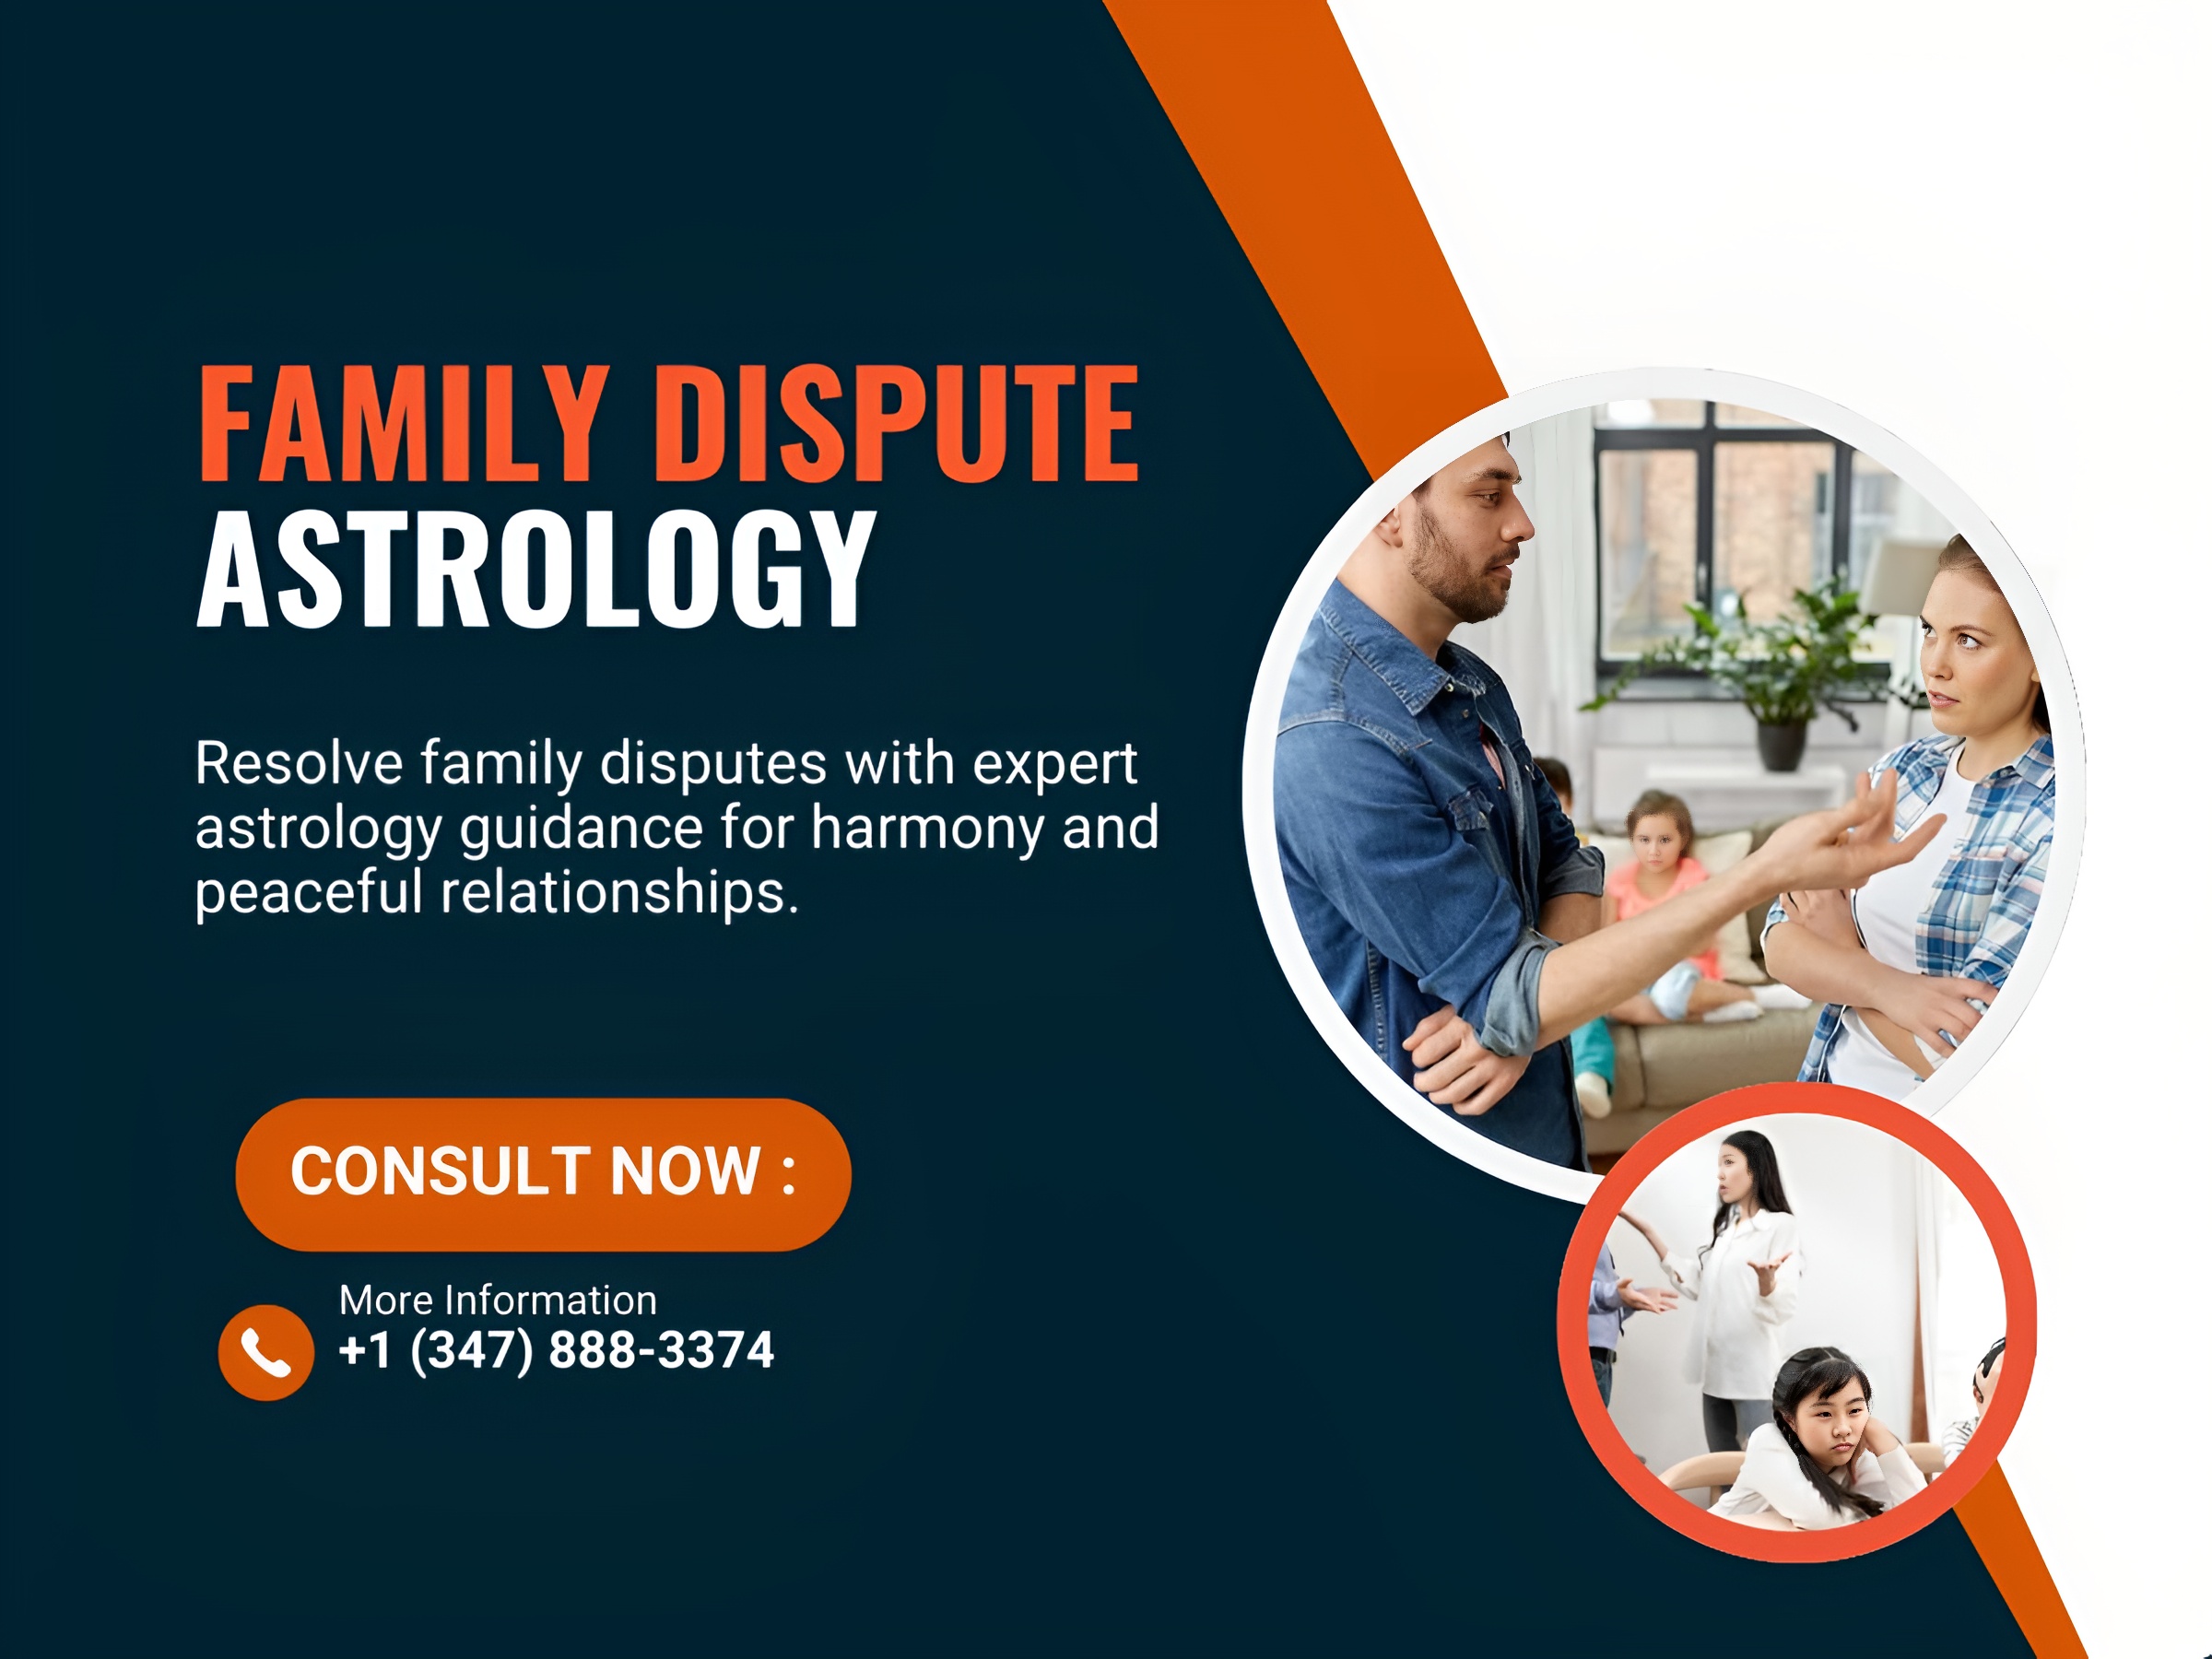 FAMILY DISPUTE
ASTROLOGY
Resolve family disputes with expert
astrology guidance for harmony and
peaceful relationships.
CONSULT NOW :
More Information
+1 (347) 888-3374